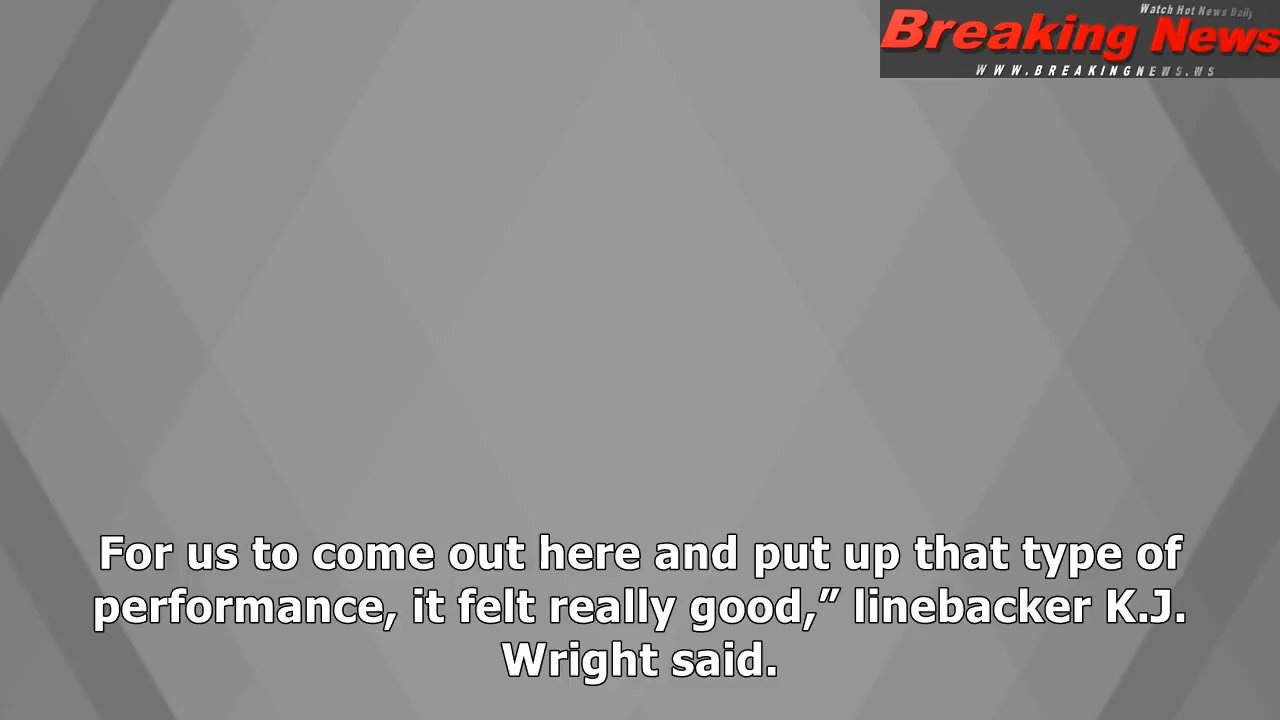 Watch Hot News Daily
Breaking News
WWW.BREAKINGNEWS.WS
For us to come out here and put up that type of
performance, it felt really good,” linebacker K.J.
Wright said.